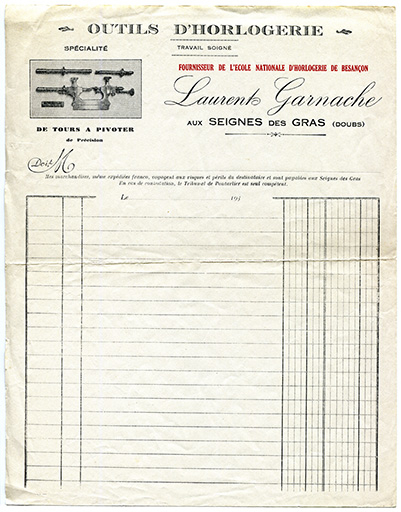 OUTILS D'HORLOGERIE
SPÉCIALITÉ
TRAVAIL SOIGNÉ
FOURNISSEUR DE L'ECOLE NATIONALE D'HORLOGERIE DE BESANÇON
Laurent Garnache
AUX SEIGNES DES GRAS (DOUBS)
DE TOURS A PIVOTER
de Précision
Doit M
Nos marchandises, même expédiées franco, voyagent aux risques et périls du destinataire et sont payables aux Seignes des Gras
En cas de contestation, le Tribunal de Pontarlier est seul compétent.
Le 193